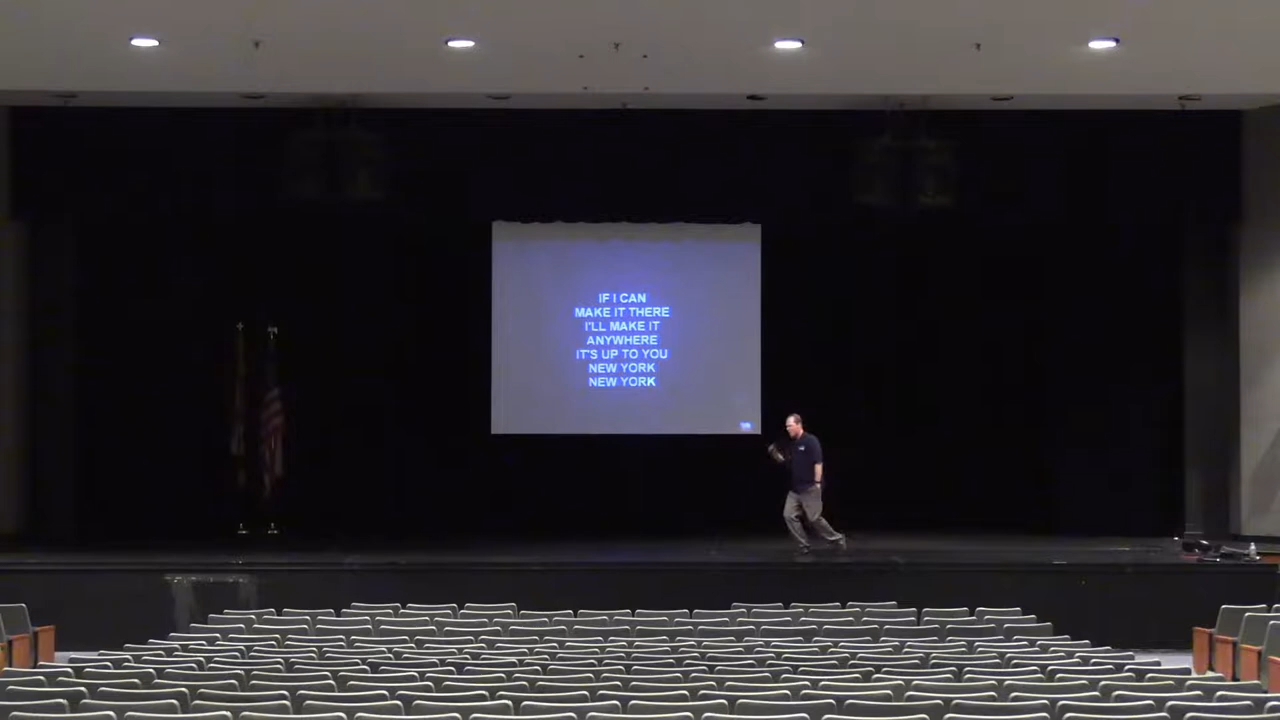 IF I CAN
MAKE IT THERE
I'LL MAKE IT
ANYWHERE
IT'S UP TO YOU
NEW YORK
NEW YORK